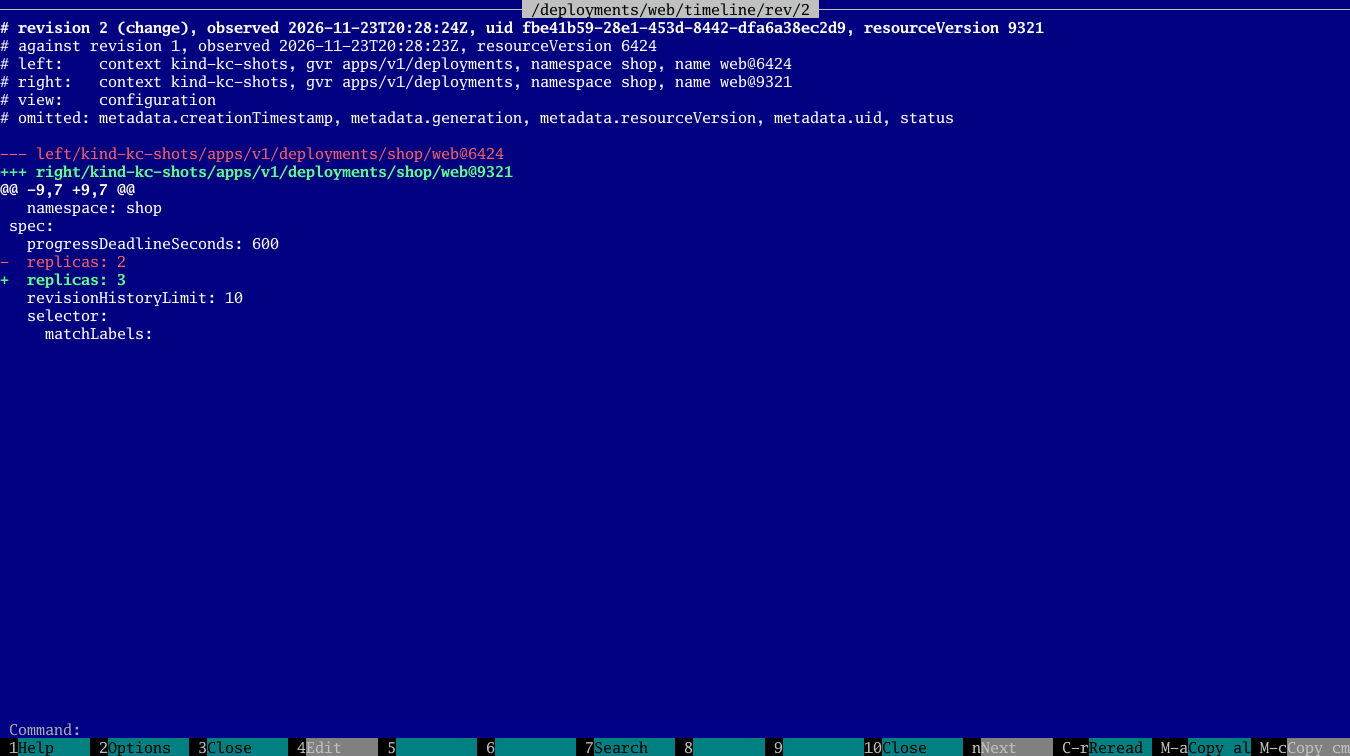 /deployments/web/timeline/rev/2
# revision 2 (change), observed 2026-11-23T20:28:24Z, uid fbe41b59-28e1-453d-8442-dfa6a38ec2d9, resourceVersion 9321
# against revision 1, observed 2026-11-23T20:28:23Z, resourceVersion 6424
# left:    context kind-kc-shots, gvr apps/v1/deployments, namespace shop, name web@6424
# right:   context kind-kc-shots, gvr apps/v1/deployments, namespace shop, name web@9321
# view:    configuration
# omitted: metadata.creationTimestamp, metadata.generation, metadata.resourceVersion, metadata.uid, status
--- left/kind-kc-shots/apps/v1/deployments/shop/web@6424
+++ right/kind-kc-shots/apps/v1/deployments/shop/web@9321
@@ -9,7 +9,7 @@
   namespace: shop
 spec:
   progressDeadlineSeconds: 600
-  replicas: 2
+  replicas: 3
   revisionHistoryLimit: 10
   selector:
     matchLabels:
Command:
1Help 2Options 3Close 4Edit 5 6 7Search 8 9 10Close nNext C-rReread M-aCopy al M-cCopy cm